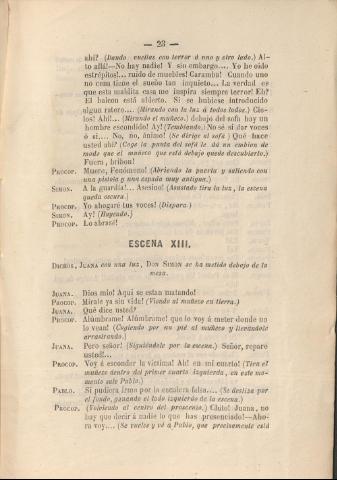 — 23 —
ahí? (Dando vueltas con terror á uno y otro lado.) Al-
to allá!—No hay nadie! Y sin embargo.... Yo he oido
estrépitos!... ruido de muebles! Caramba! Cuando uno
no cena tiene el sueño tan inquieto... La verdad es
que esta maldita casa me inspira siempre terror! Eh?
El balcon está abierto. Si se hubiese introducido
algun ratero.... (Mirando con la luz á todos lados.) Cie-
los! Ahí!... (Mirando al muñeco.) debajo del sofá hay un
hombre escondido! Ay! (Temblando.) No sé si dar voces
ó si.... No, no, ánimo! (Se dirige al sofá) Qué hace
usted ahí? (Coge la punta del sofá le dá un cambien de
modo que el muñeco que está debajo quede descubierto.)
Fuera, bribon!
PROCOP. Muere, Fenómeno! (Abriendo la puerta y saliendo con
una pistola y una espada muy antigua.)
SIMON. A la guardia!... Asesino! (Asustado tira la luz, la escena
queda oscura.)
PROCOP. Yo ahogaré tus voces! (Dispara.)
SIMON. Ay! (Huyendo.)
PROCOP. Lo abrasé!
ESCENA XIII.
DICHOS, JUANA con una luz, DON SIMON se ha metido debajo de la
mesa.
JUANA. Dios mio! Aquí se estan matando!
PROCOP. Mírale ya sin vida! (Viendo al muñeco en tierra.)
JUANA. Qué dice usted?
PROCOP. Alúmbrame! Alúmbrame! que lo voy á meter donde no
lo vean! (Cogiendo por un pié al muñeco y llevándole
arrastrando.)
JUANA. Pero señor! (Siguiéndole por la escena.) Señor, repare
usted!...
PROCOP. Voy á esconder la víctima! Ah! en mi cuarto! (Tira el
muñeco dentro del primer cuarto izquierda, en este mo-
mento sale Pablo.)
PABLO. Si pudiera irme por la escalera falsa.... (Se desliza por
el fondo, ganando el lado izquierdo de la escena.)
PROCOP. (Volviendo al centro del proscenio.) Chito! Juana, no
hay que decir á nadie lo que has presenciado!—Aho-
ra voy.... (Se vuelve y vé á Pablo, que precisamente está